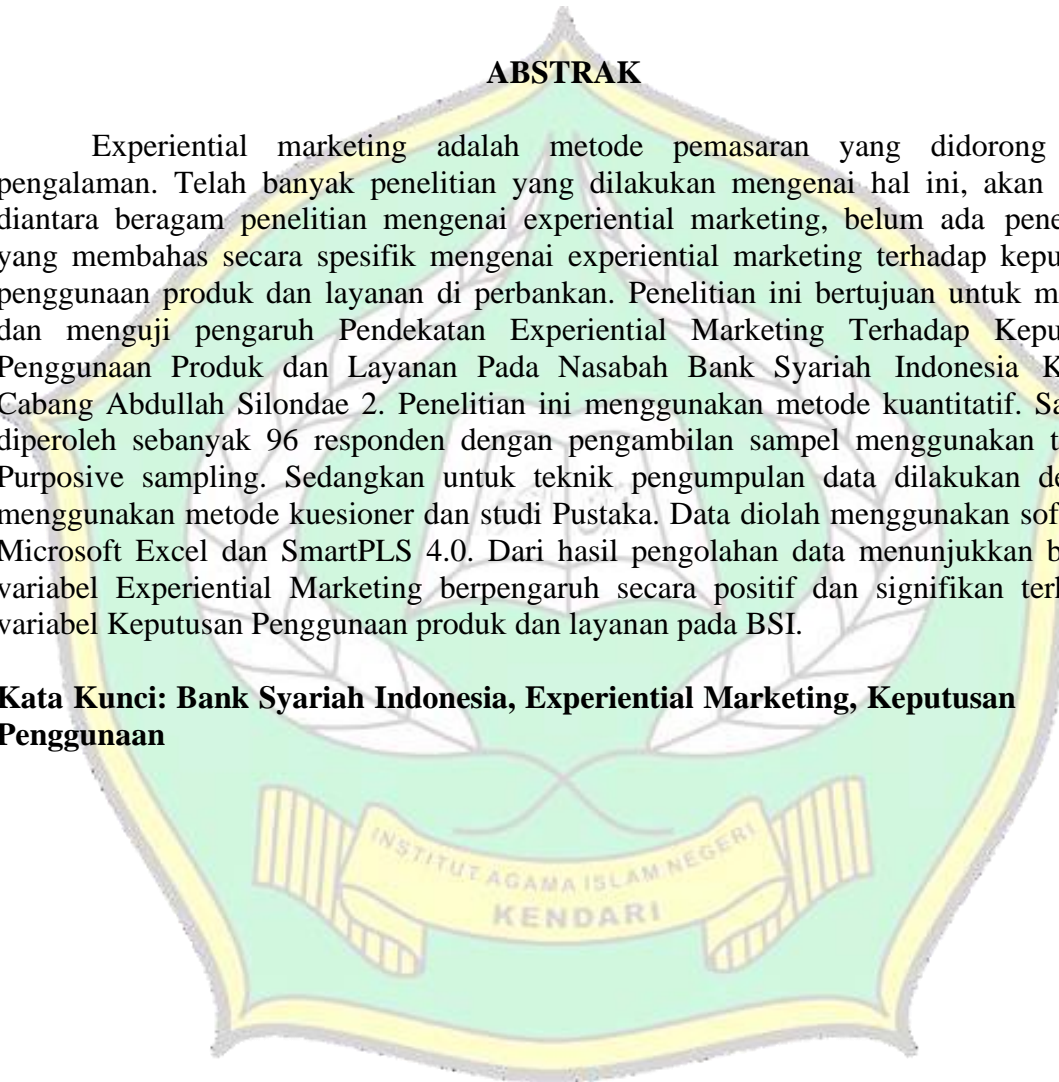 ABSTRAK
Experiential marketing adalah metode pemasaran yang didorong
pengalaman. Telah banyak penelitian yang dilakukan mengenai hal ini, akan
diantara beragam penelitian mengenai experiential marketing, belum ada pene
yang membahas secara spesifik mengenai experiential marketing terhadap kepu
penggunaan produk dan layanan di perbankan. Penelitian ini bertujuan untuk m
dan menguji pengaruh Pendekatan Experiential Marketing Terhadap Kepu
Penggunaan Produk dan Layanan Pada Nasabah Bank Syariah Indonesia K
Cabang Abdullah Silondae 2. Penelitian ini menggunakan metode kuantitatif. Sa
diperoleh sebanyak 96 responden dengan pengambilan sampel menggunakan t
Purposive sampling. Sedangkan untuk teknik pengumpulan data dilakukan de
menggunakan metode kuesioner dan studi Pustaka. Data diolah menggunakan sof
Microsoft Excel dan SmartPLS 4.0. Dari hasil pengolahan data menunjukkan b
variabel Experiential Marketing berpengaruh secara positif dan signifikan ter
variabel Keputusan Penggunaan produk dan layanan pada BSI.
Kata Kunci: Bank Syariah Indonesia, Experiential Marketing, Keputusan
Penggunaan
INSTITUT AGAMA ISLAM NEGERI
KENDARI